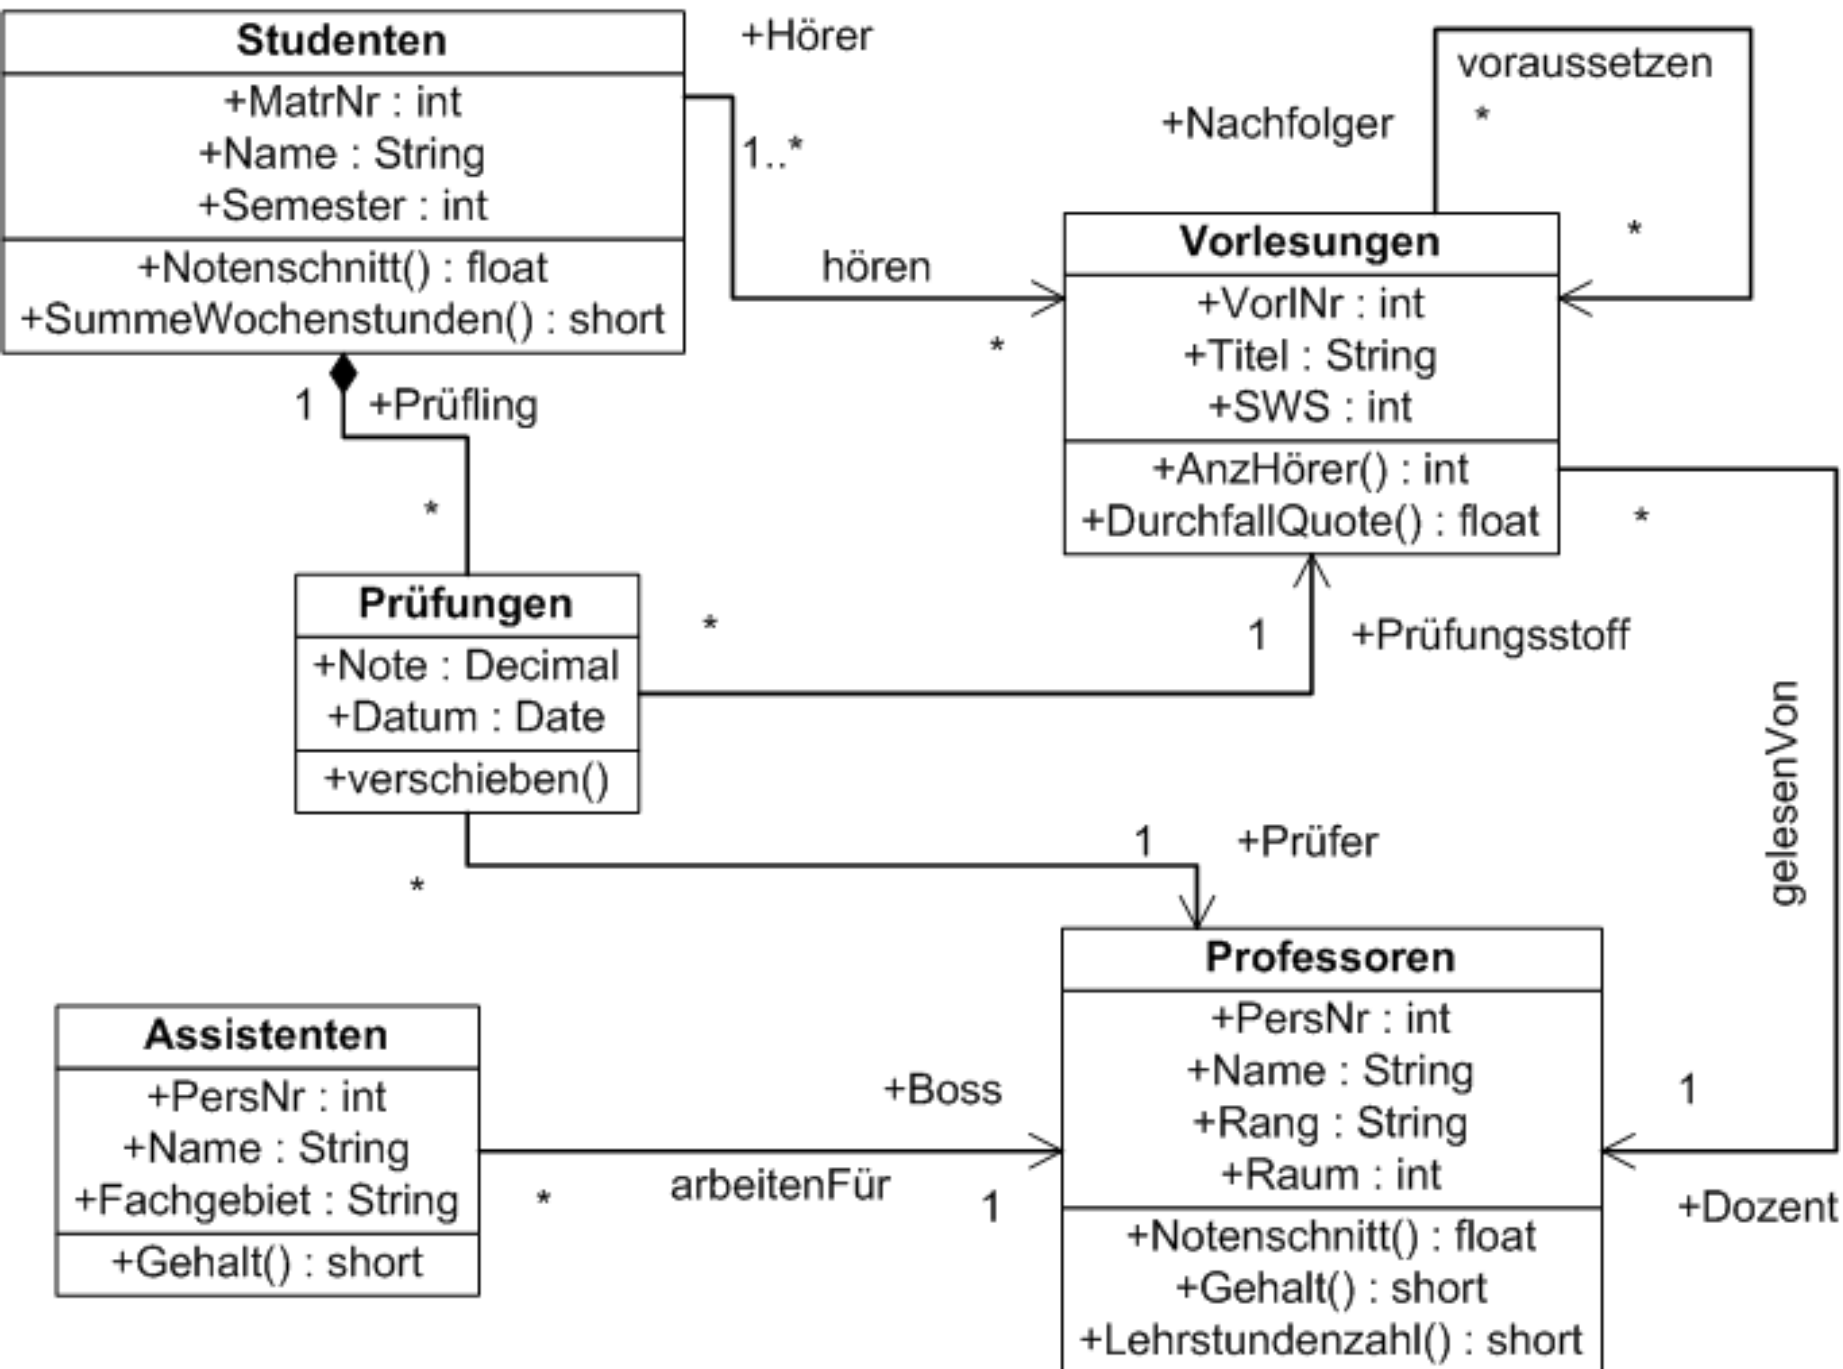 Studenten
+MatrNr : int
+Name : String
+Semester : int
+Notenschnitt() : float
+SummeWochenstunden() : short
+Hörer
1..*
hören
*
voraussetzen
*
+Nachfolger
*
Vorlesungen
+VorlNr : int
+Titel : String
+SWS : int
+AnzHörer() : int
+DurchfallQuote() : float
1
+Prüfling
*
*
Prüfungen
+Note : Decimal
+Datum : Date
+verschieben()
*
1
+Prüfungsstoff
gelesenVon
*
1
+Prüfer
Professoren
+PersNr : int
+Name : String
+Rang : String
+Raum : int
+Notenschnitt() : float
+Gehalt() : short
+Lehrstundenzahl() : short
Assistenten
+PersNr : int
+Name : String
+Fachgebiet : String
+Gehalt() : short
+Boss
*
arbeitenFür
1
1
+Dozent